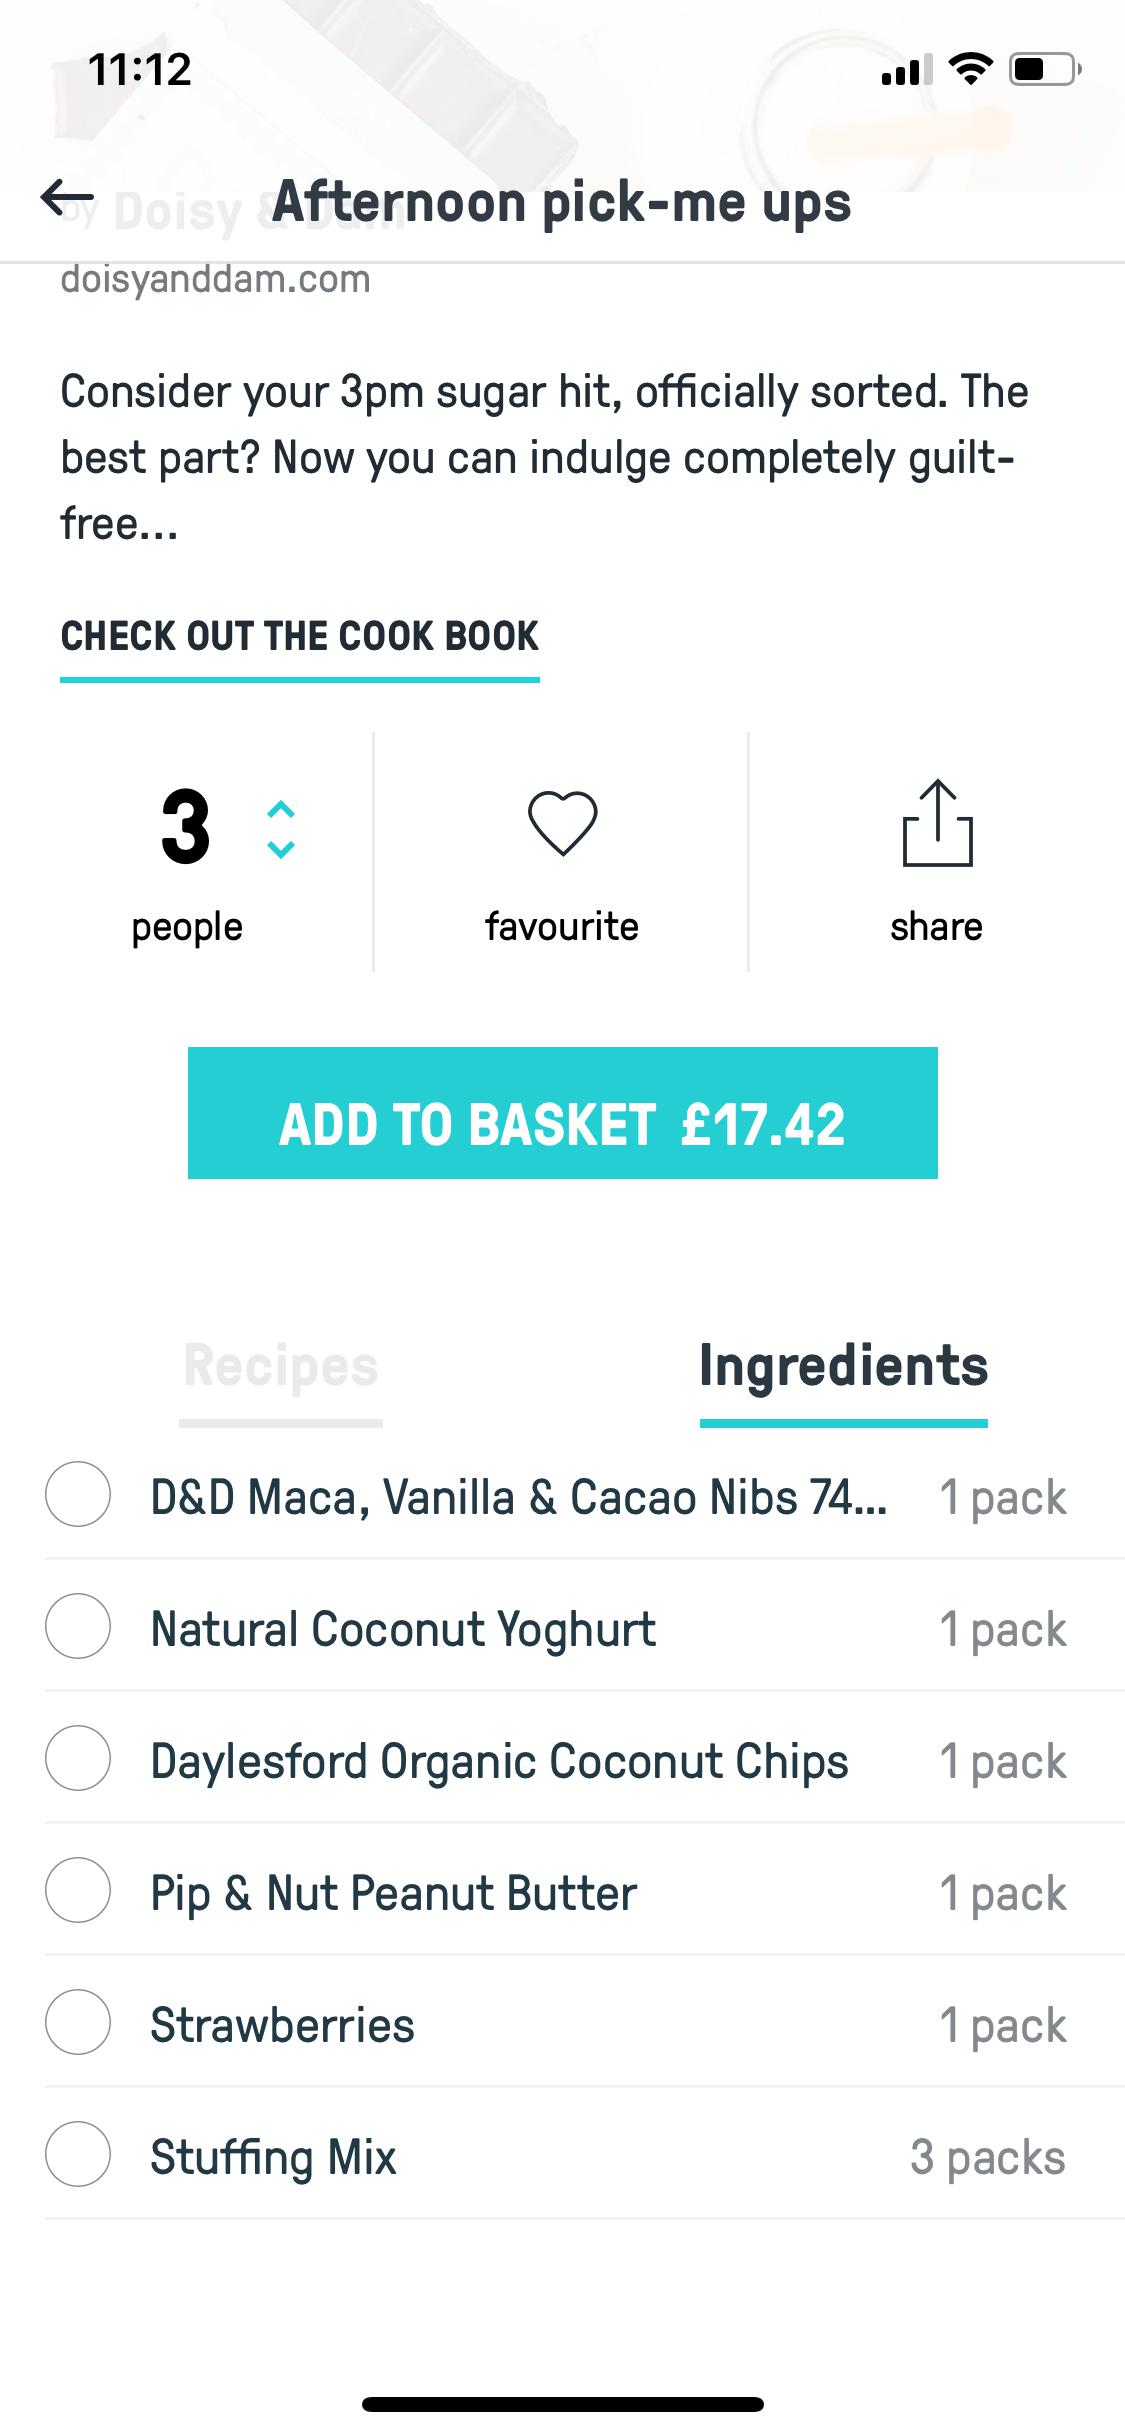 11:12
by Doisy & Dam
Afternoon pick-me ups
doisyanddam.com
Consider your 3pm sugar hit, officially sorted. The
best part? Now you can indulge completely guilt-
free...
CHECK OUT THE COOK BOOK
3
people
favourite
share
ADD TO BASKET £17.42
Recipes
Ingredients
D&D Maca, Vanilla & Cacao Nibs 74... 1 pack
Natural Coconut Yoghurt 1 pack
Daylesford Organic Coconut Chips 1 pack
Pip & Nut Peanut Butter 1 pack
Strawberries 1 pack
Stuffing Mix 3 packs